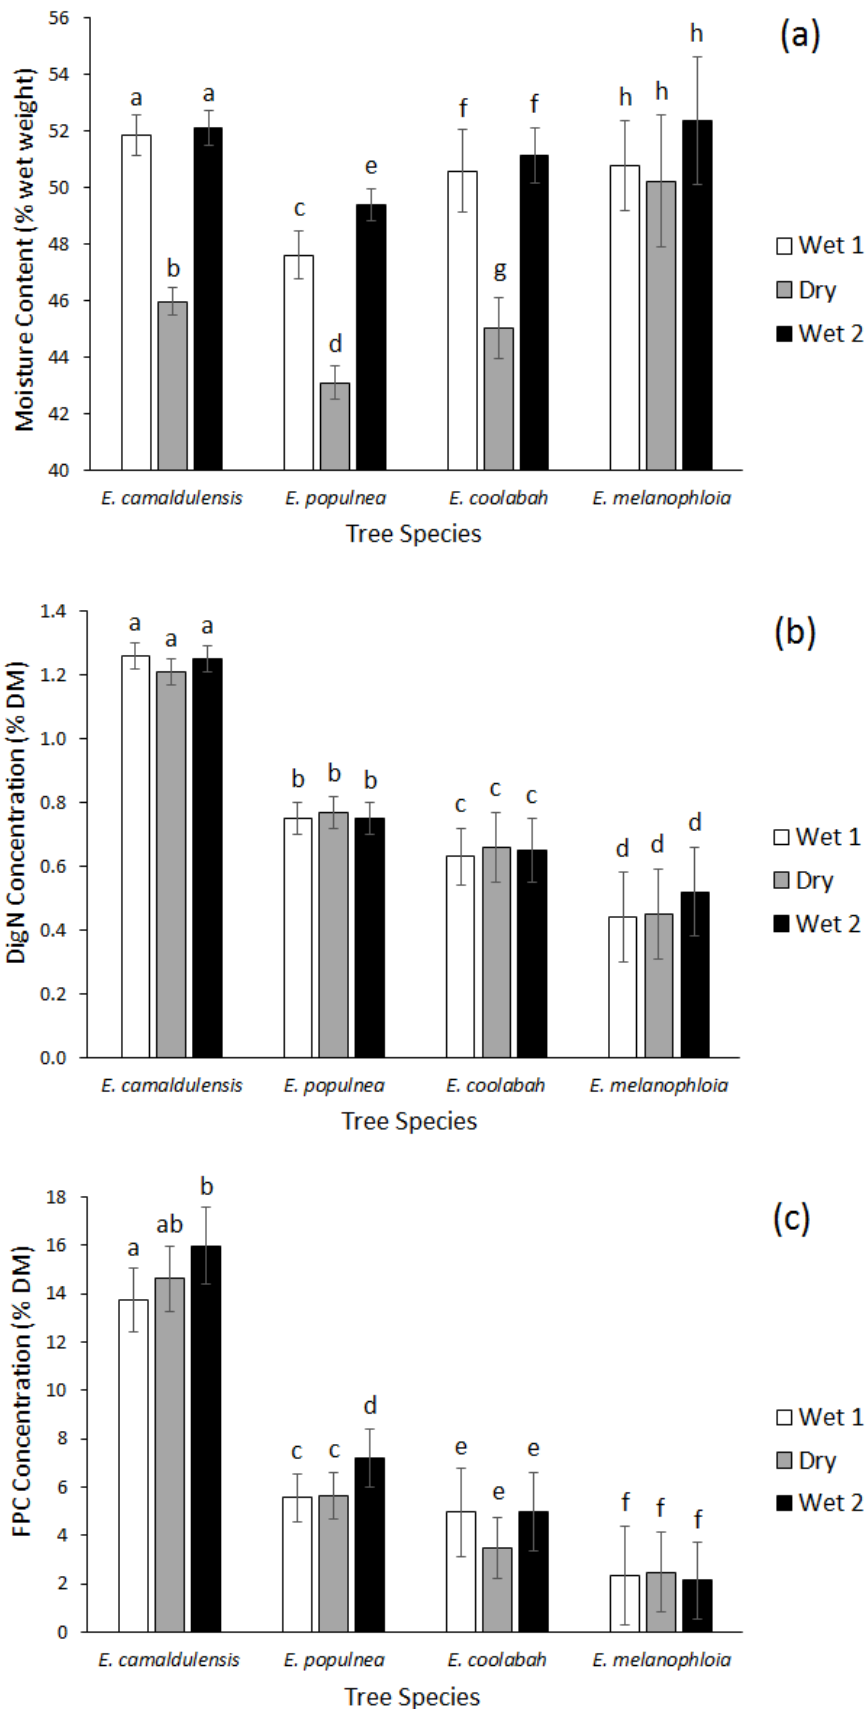 (a)
Moisture Content (% wet weight)
56
54
52
50
48
46
44
42
40
a
b
a
c
d
e
f
g
f
h
h
h
Wet 1
Dry
Wet 2
E. camaldulensis
E. populnea
E. coolabah
E. melanophloia
Tree Species
(b)
DigN Concentration (% DM)
1.4
1.2
1.0
0.8
0.6
0.4
0.2
0.0
a
a
a
b
b
b
c
c
c
d
d
d
Wet 1
Dry
Wet 2
E. camaldulensis
E. populnea
E. coolabah
E. melanophloia
Tree Species
(c)
FPC Concentration (% DM)
18
16
14
12
10
8
6
4
2
0
a
ab
b
c
c
d
e
e
e
f
f
f
Wet 1
Dry
Wet 2
E. camaldulensis
E. populnea
E. coolabah
E. melanophloia
Tree Species